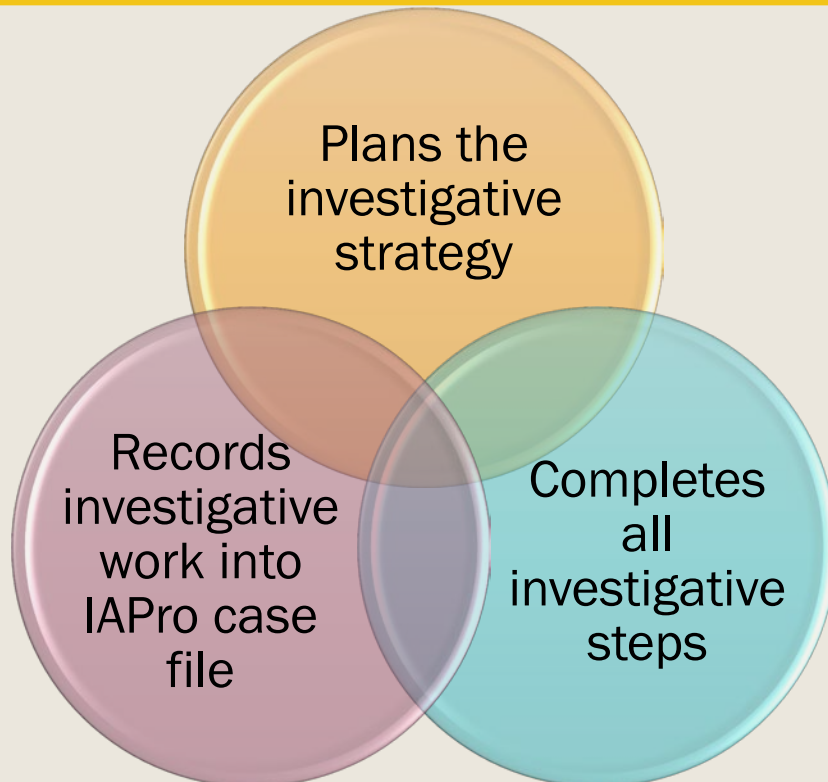 Plans the
investigative
strategy
Records
investigative
work into
IAPro case
file
Completes
all
investigative
steps